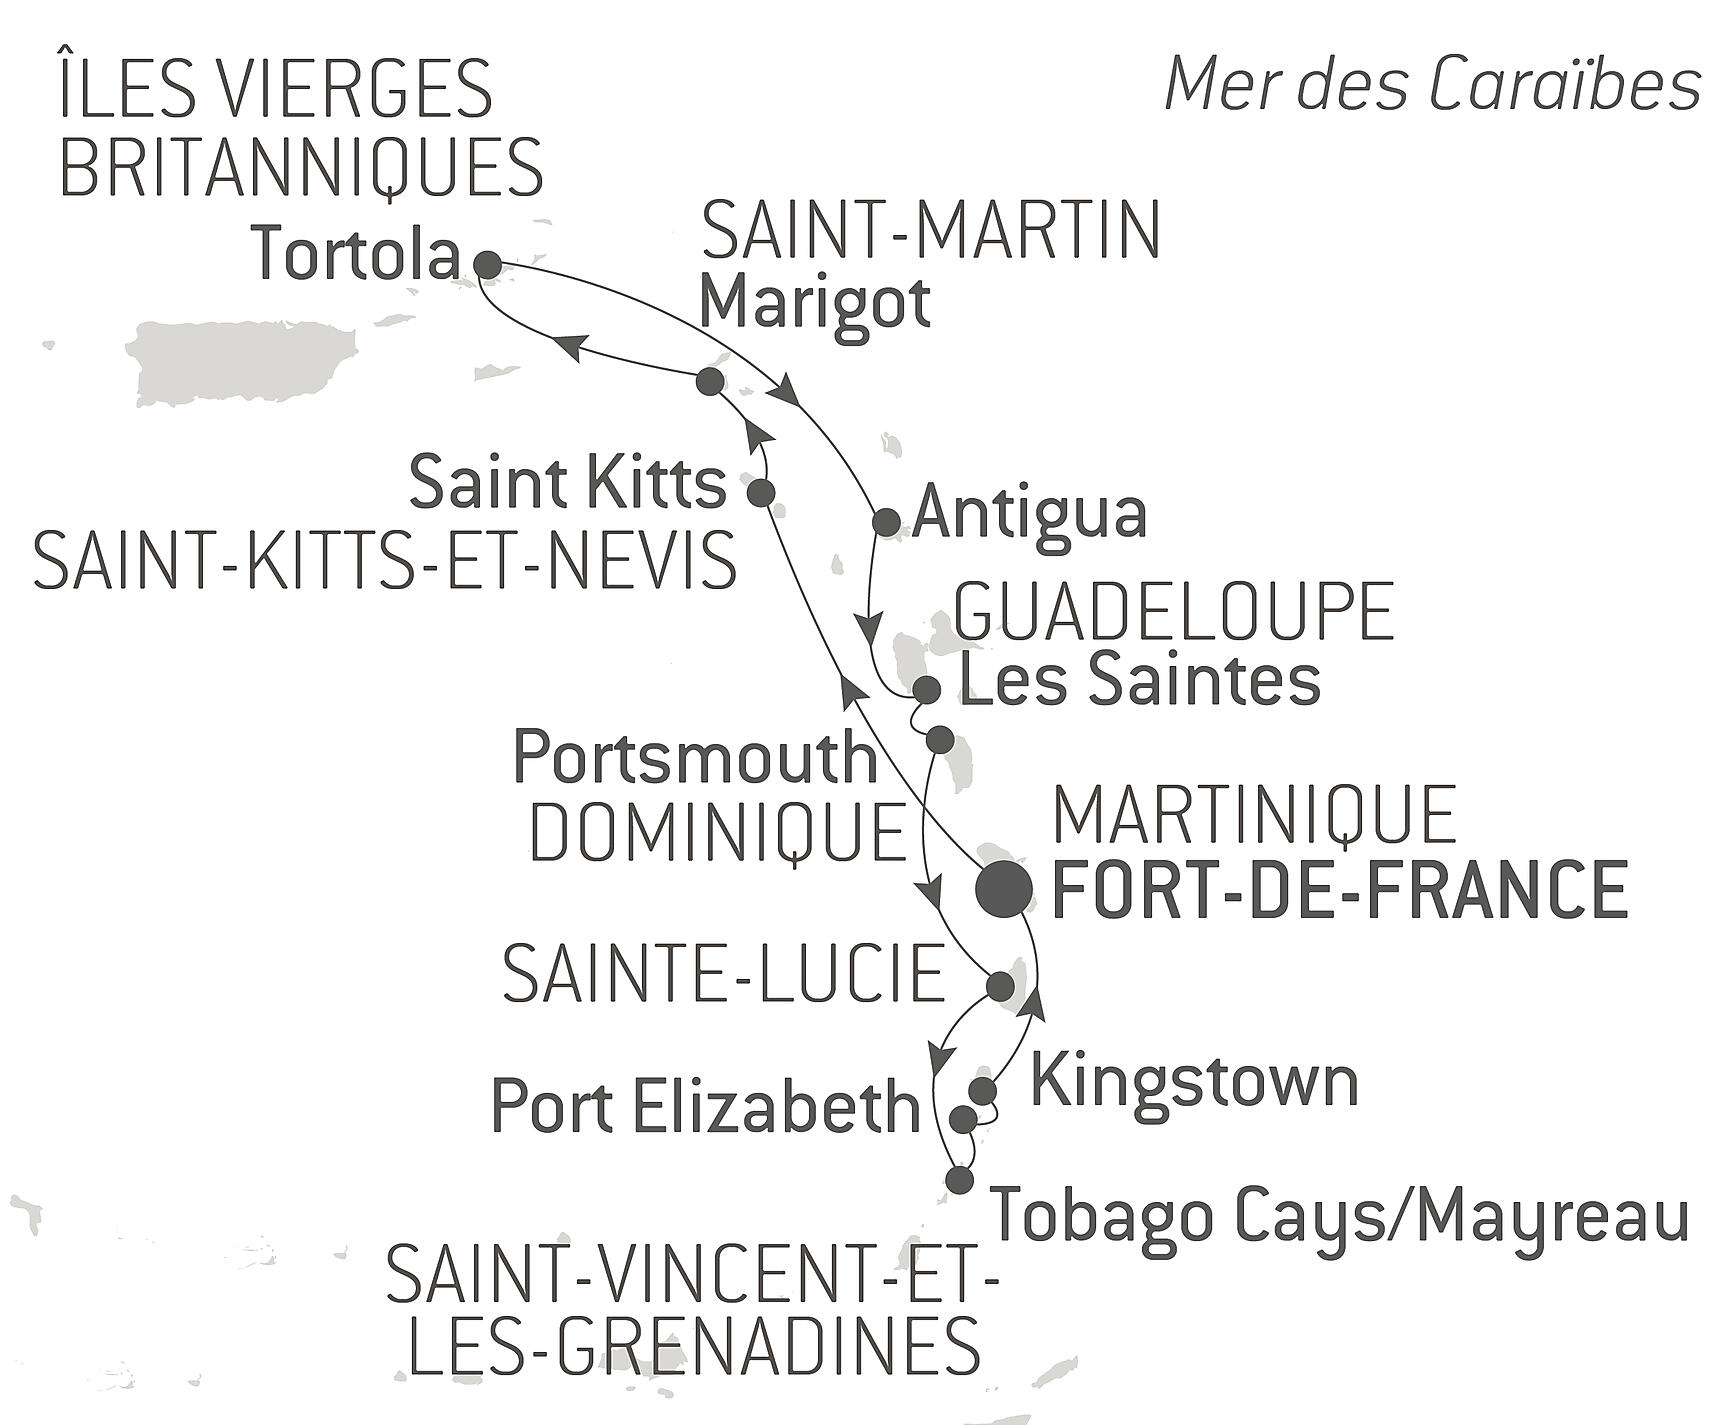 ÎLES VIERGES
BRITANNIQUES
Tortola
Mer des Caraïbes
SAINT-MARTIN
Marigot
Saint Kitts
SAINT-KITTS-ET-NEVIS
Antigua
GUADELOUPE
Les Saintes
Portsmouth
DOMINIQUE
MARTINIQUE
FORT-DE-FRANCE
SAINTE-LUCIE
Kingstown
Port Elizabeth
Tobago Cays/Mayreau
SAINT-VINCENT-ET-
LES-GRENADINES